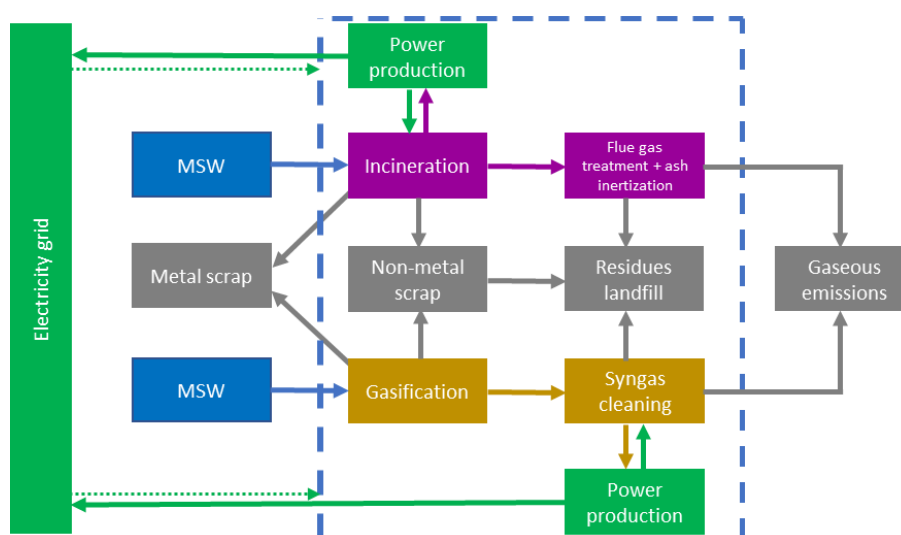 Power
production
MSW
Incineration
Flue gas
treatment + ash
inertization
Electricity grid
Metal scrap
Non-metal
scrap
Residues
landfill
Gaseous
emissions
MSW
Gasification
Syngas
cleaning
Power
production